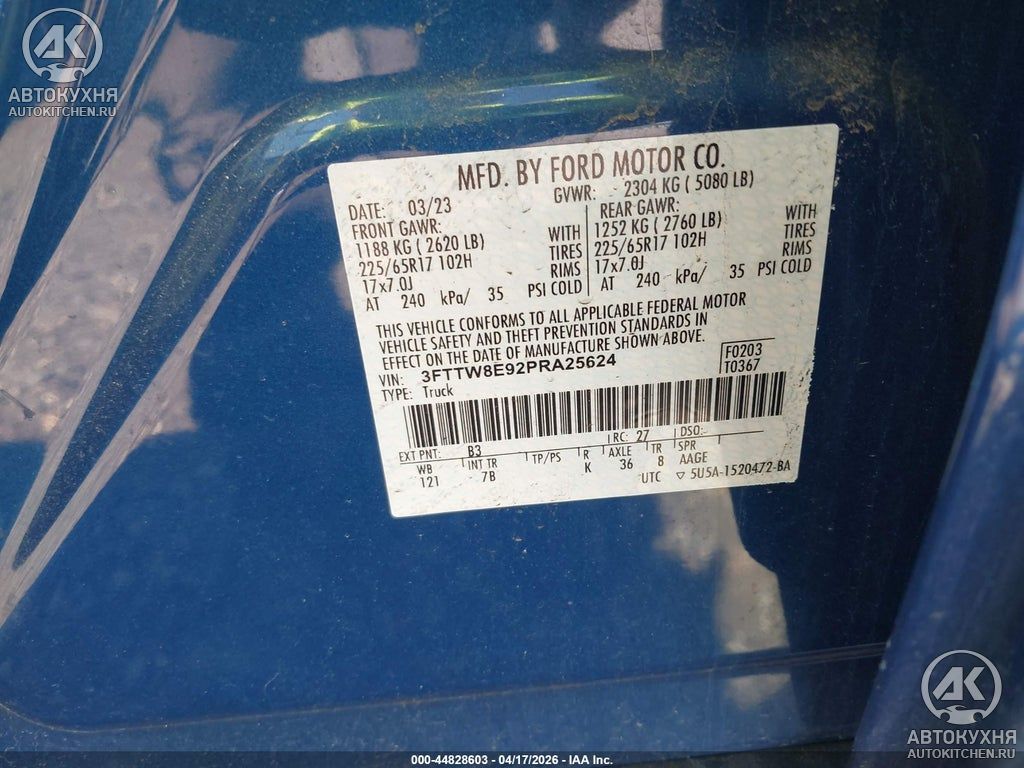 AK
АВТОКУХНЯ
AUTOKITCHEN.RU
MFD. BY FORD MOTOR CO.
DATE: 03/23 GVWR: 2304 KG ( 5080 LB)
FRONT GAWR: REAR GAWR:
1188 KG ( 2620 LB) WITH 1252 KG ( 2760 LB) WITH
225/65R17 102H TIRES 225/65R17 102H TIRES
17x7.0J RIMS 17x7.0J RIMS
AT 240 kPa/ 35 PSI COLD AT 240 kPa/ 35 PSI COLD
THIS VEHICLE CONFORMS TO ALL APPLICABLE FEDERAL MOTOR
VEHICLE SAFETY AND THEFT PREVENTION STANDARDS IN
EFFECT ON THE DATE OF MANUFACTURE SHOWN ABOVE.
VIN: 3FTTW8E92PRA25624 F0203
TYPE: Truck T0367
EXT PNT: B3 RC: 27 DSO:
WB INT TR TP/PS R AXLE TR SPR
121 7B K 36 8 AAGE
UTC ▽ 5U5A-1520472-BA
AK
АВТОКУХНЯ
AUTOKITCHEN.RU
000-44828603 - 04/17/2026 - IAA Inc.